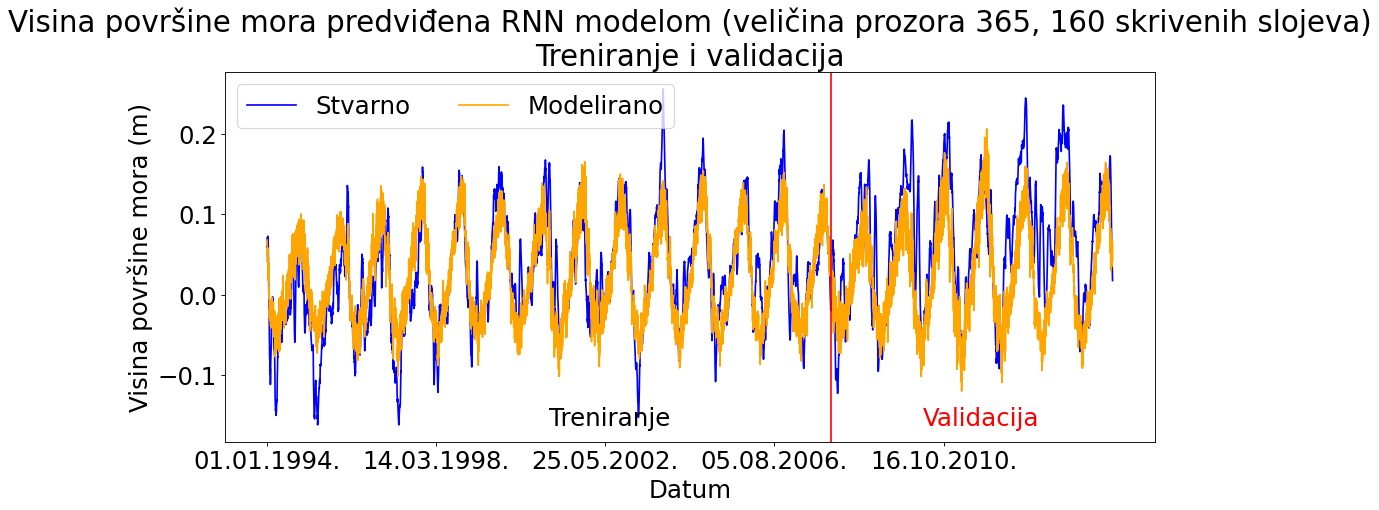 Visina površine mora predviđena RNN modelom (veličina prozora 365, 160 skrivenih slojeva)
Treniranje i validacija
Stvarno
Modelirano
Visina površine mora (m)
0.2
0.1
0.0
−0.1
Treniranje
Validacija
01.01.1994.
14.03.1998.
25.05.2002.
05.08.2006.
16.10.2010.
Datum